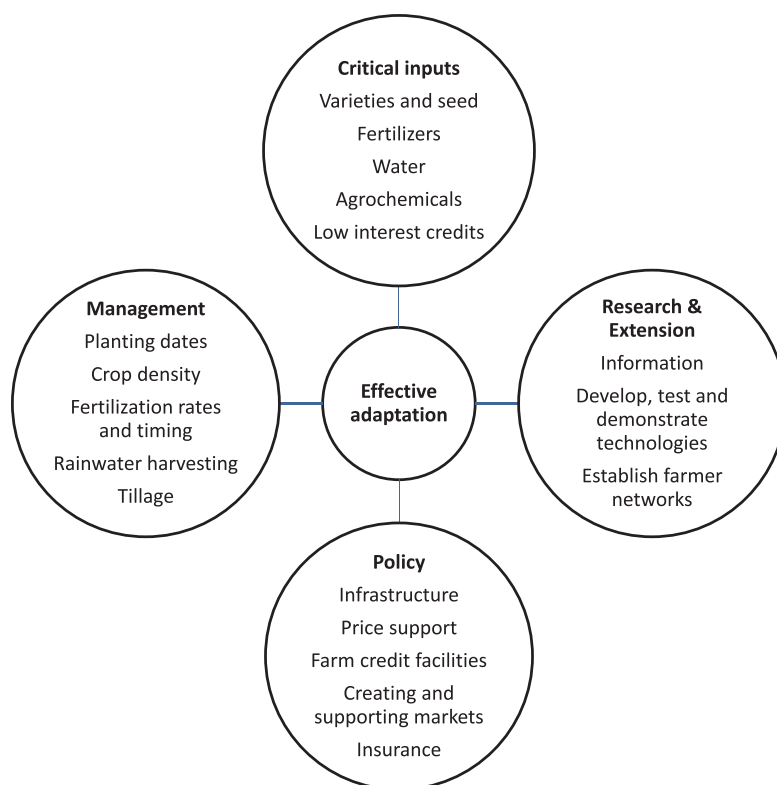 Critical inputs
Varieties and seed
Fertilizers
Water
Agrochemicals
Low interest credits
Management
Planting dates
Crop density
Fertilization rates
and timing
Rainwater harvesting
Tillage
Effective
adaptation
Research &
Extension
Information
Develop, test and
demonstrate
technologies
Establish farmer
networks
Policy
Infrastructure
Price support
Farm credit facilities
Creating and
supporting markets
Insurance